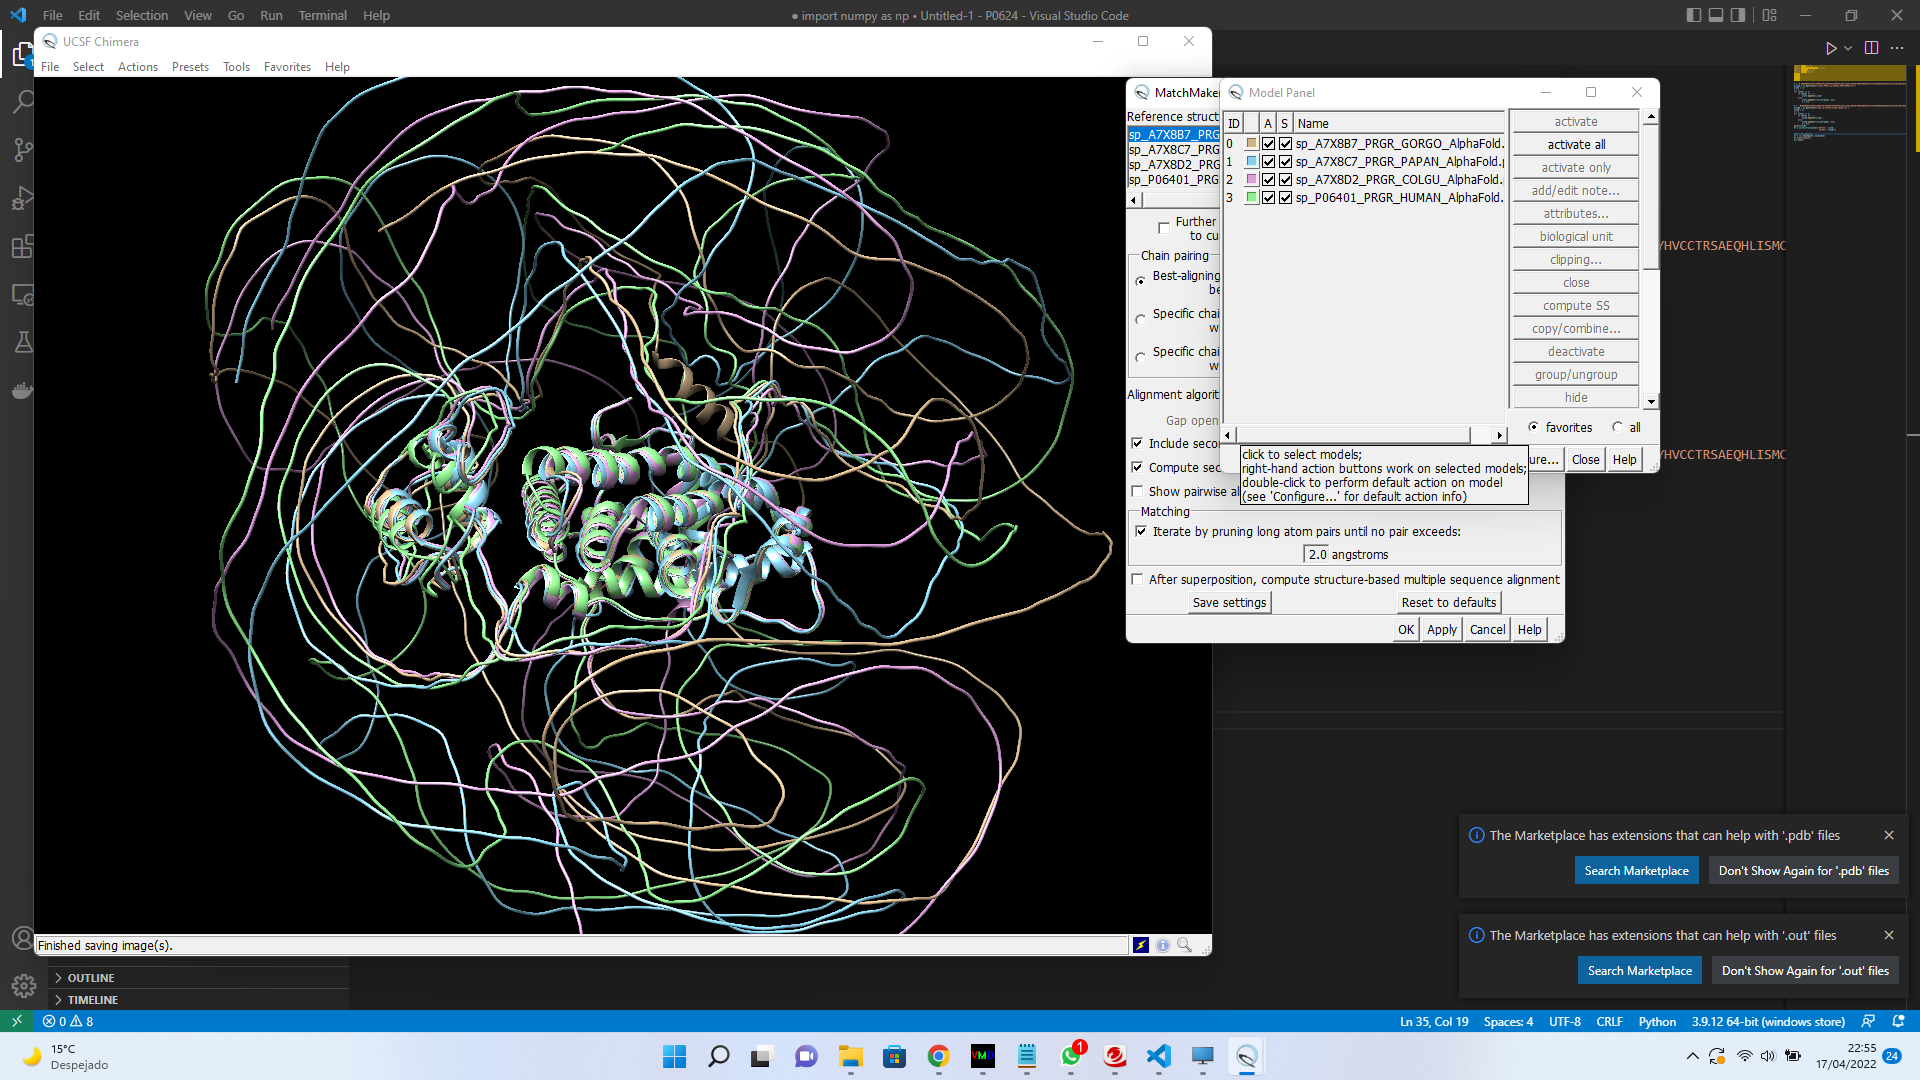 File Edit Selection View Go Run Terminal Help
● import numpy as np • Untitled-1 - P0624 - Visual Studio Code
UCSF Chimera
File Select Actions Presets Tools Favorites Help
MatchMaker
Reference struct
sp_A7X8B7_PRG
sp_A7X8C7_PRG
sp_A7X8D2_PRG
sp_P06401_PRG
Further
to cu
Chain pairing
Best-aligning
be
Specific chai
w
Specific chai
w
Alignment algorit
Gap open
Include seco
Compute sec
Show pairwise al
Matching
Iterate by pruning long atom pairs until no pair exceeds:
2.0 angstroms
After superposition, compute structure-based multiple sequence alignment
Save settings
Reset to defaults
OK Apply Cancel Help
Model Panel
ID A S Name
0 sp_A7X8B7_PRGR_GORGO_AlphaFold.
1 sp_A7X8C7_PRGR_PAPAN_AlphaFold.p
2 sp_A7X8D2_PRGR_COLGU_AlphaFold.
3 sp_P06401_PRGR_HUMAN_AlphaFold.
activate
activate all
activate only
add/edit note...
attributes...
biological unit
clipping...
close
compute SS
copy/combine...
deactivate
group/ungroup
hide
favorites all
ure... Close Help
click to select models;
right-hand action buttons work on selected models;
double-click to perform default action on model
(see 'Configure...' for default action info)
YHVCCTRSAEQHLISMC
YHVCCTRSAEQHLISMC
The Marketplace has extensions that can help with '.pdb' files
Search Marketplace
Don't Show Again for '.pdb' files
The Marketplace has extensions that can help with '.out' files
Search Marketplace
Don't Show Again for '.out' files
Finished saving image(s).
OUTLINE
TIMELINE
0 8
Ln 35, Col 19 Spaces: 4 UTF-8 CRLF Python 3.9.12 64-bit (windows store)
15°C
Despejado
VMD
1
22:55
17/04/2022
24